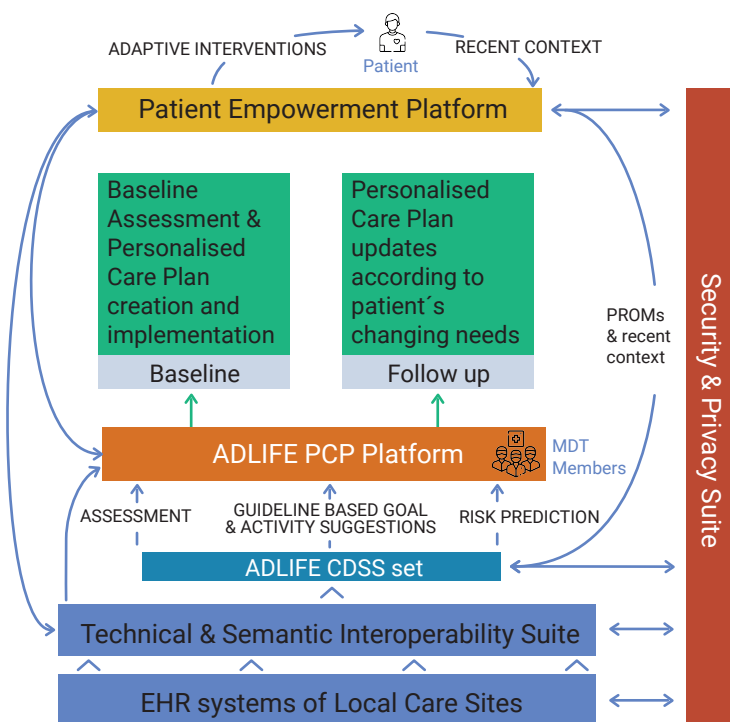 ADAPTIVE INTERVENTIONS
Patient
RECENT CONTEXT
Patient Empowerment Platform
Baseline
Assessment &
Personalised
Care Plan
creation and
implementation
Baseline
Personalised
Care Plan
updates
according to
patient´s
changing needs
Follow up
PROMs
& recent
context
Security & Privacy Suite
ADLIFE PCP Platform
MDT
Members
ASSESSMENT
GUIDELINE BASED GOAL
& ACTIVITY SUGGESTIONS
RISK PREDICTION
ADLIFE CDSS set
Technical & Semantic Interoperability Suite
EHR systems of Local Care Sites